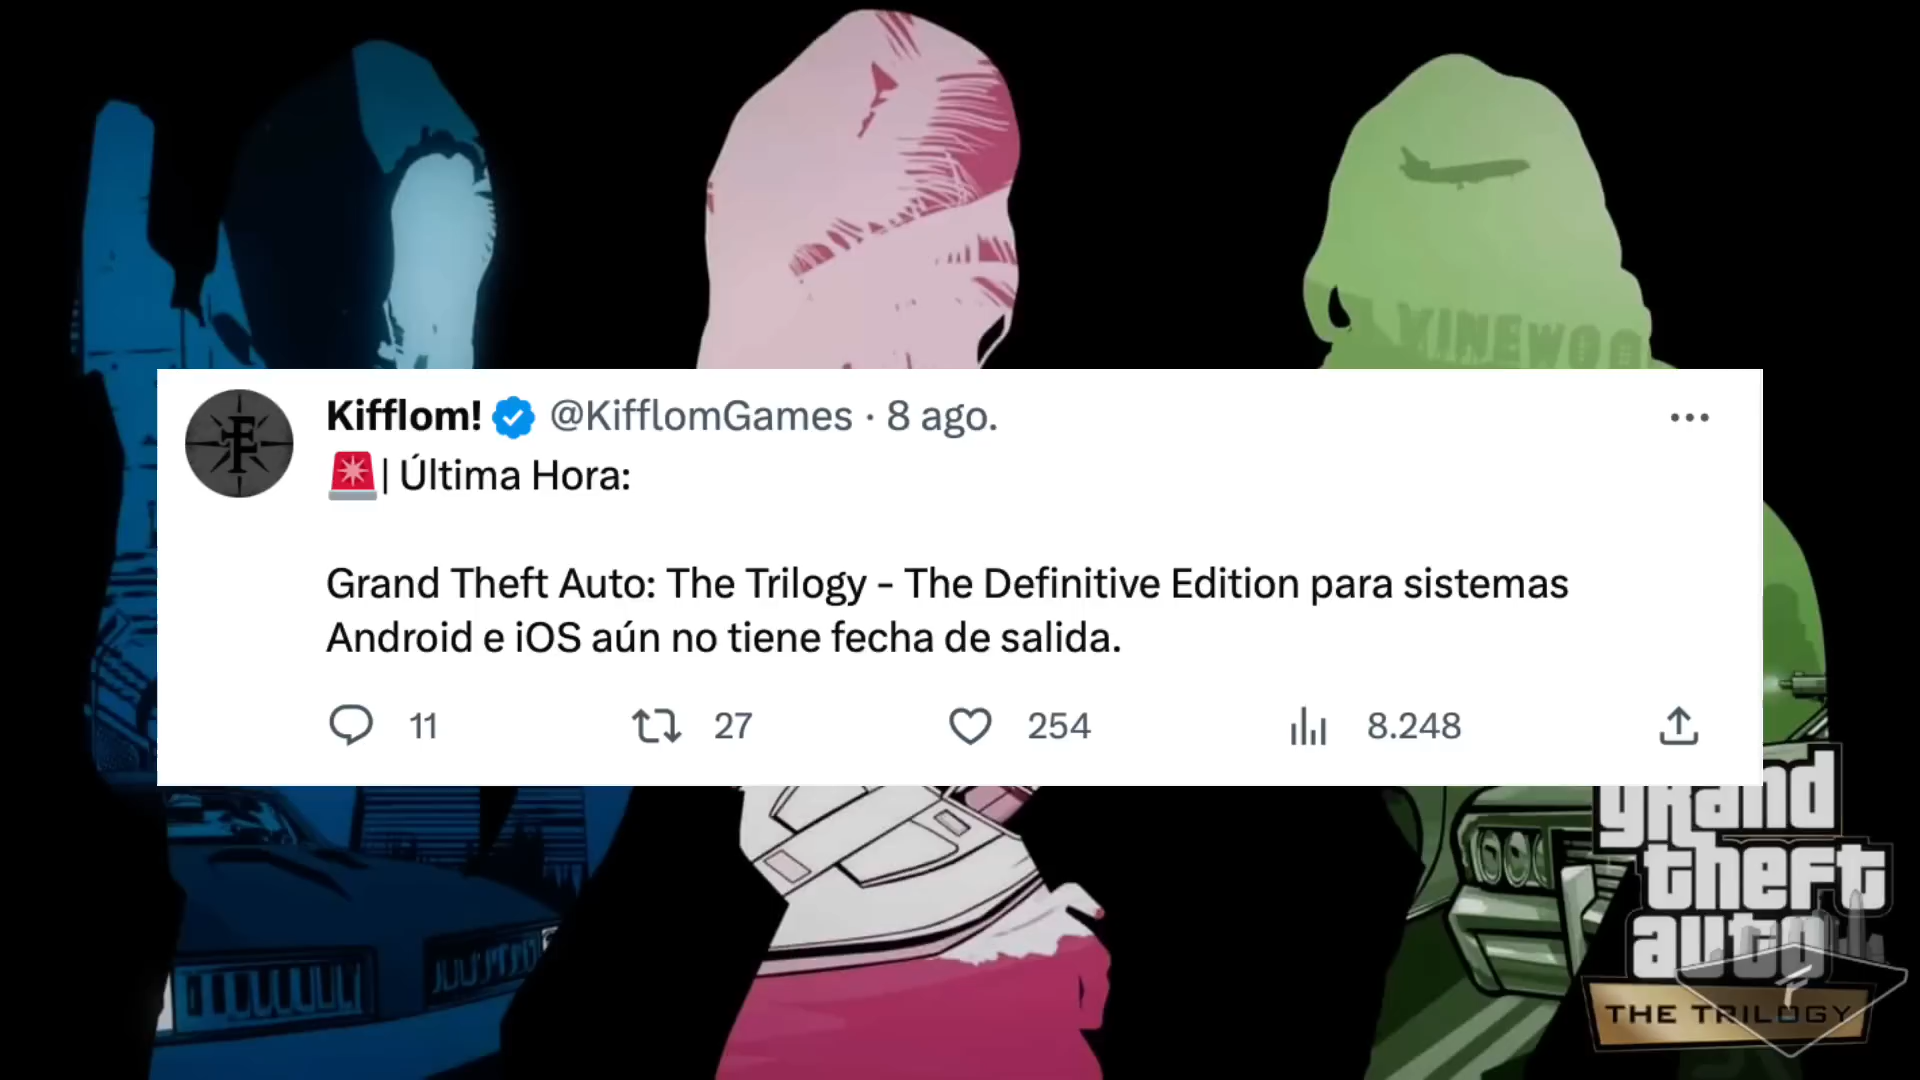 VINEWOO
Kifflom! @KifflomGames · 8 ago.
| Última Hora:
Grand Theft Auto: The Trilogy - The Definitive Edition para sistemas
Android e iOS aún no tiene fecha de salida.
11 27 254 8.248
grand
theft
auto
THE TRILOGY